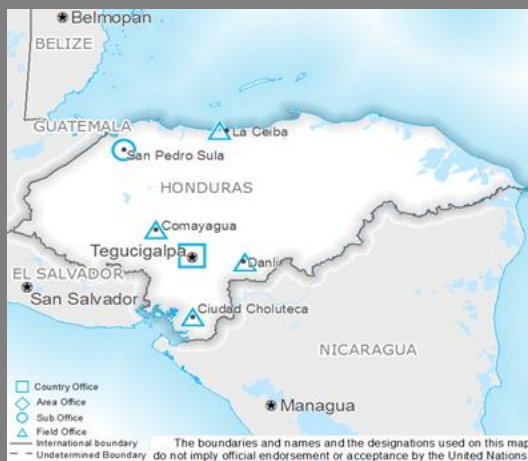 Belmopan
BELIZE
GUATEMALA
La Ceiba
San Pedro Sula
HONDURAS
Comayagua
Tegucigalpa
Danlí
EL SALVADOR
San Salvador
Ciudad Choluteca
NICARAGUA
Managua
Country Office
Area Office
Sub Office
Field Office
International boundary
Undetermined Boundary
The boundaries and names and the designations used on this map
do not imply official endorsement or acceptance by the United Nations